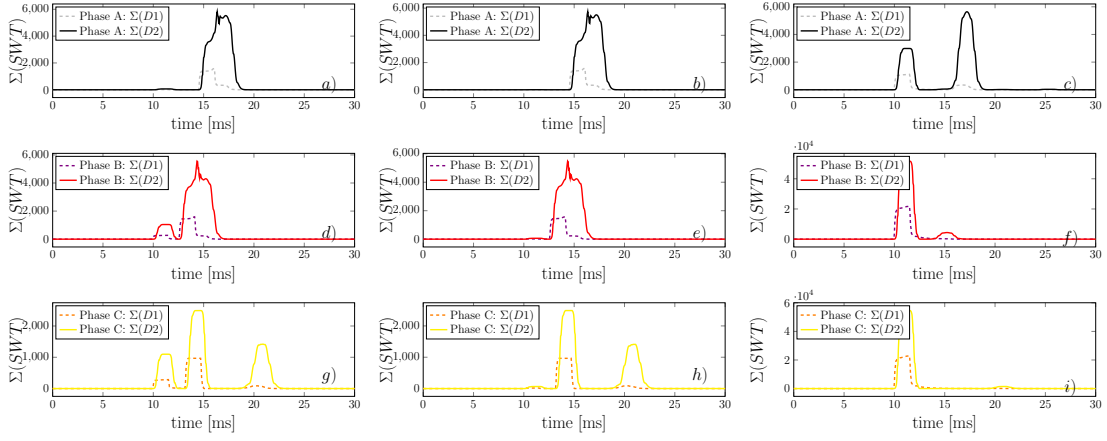 6,000
4,000
2,000
0
Σ(SWT)
Phase A: Σ(D1)
Phase A: Σ(D2)
a)
0 5 10 15 20 25 30
time [ms]
6,000
4,000
2,000
0
Σ(SWT)
Phase A: Σ(D1)
Phase A: Σ(D2)
b)
0 5 10 15 20 25 30
time [ms]
6,000
4,000
2,000
0
Σ(SWT)
Phase A: Σ(D1)
Phase A: Σ(D2)
c)
0 5 10 15 20 25 30
time [ms]
6,000
4,000
2,000
0
Σ(SWT)
Phase B: Σ(D1)
Phase B: Σ(D2)
d)
0 5 10 15 20 25 30
time [ms]
6,000
4,000
2,000
0
Σ(SWT)
Phase B: Σ(D1)
Phase B: Σ(D2)
e)
0 5 10 15 20 25 30
time [ms]
·10⁴
4
2
0
Σ(SWT)
Phase B: Σ(D1)
Phase B: Σ(D2)
f)
0 5 10 15 20 25 30
time [ms]
2,000
1,000
0
Σ(SWT)
Phase C: Σ(D1)
Phase C: Σ(D2)
g)
0 5 10 15 20 25 30
time [ms]
2,000
1,000
0
Σ(SWT)
Phase C: Σ(D1)
Phase C: Σ(D2)
h)
0 5 10 15 20 25 30
time [ms]
·10⁴
6
4
2
0
Σ(SWT)
Phase C: Σ(D1)
Phase C: Σ(D2)
i)
0 5 10 15 20 25 30
time [ms]